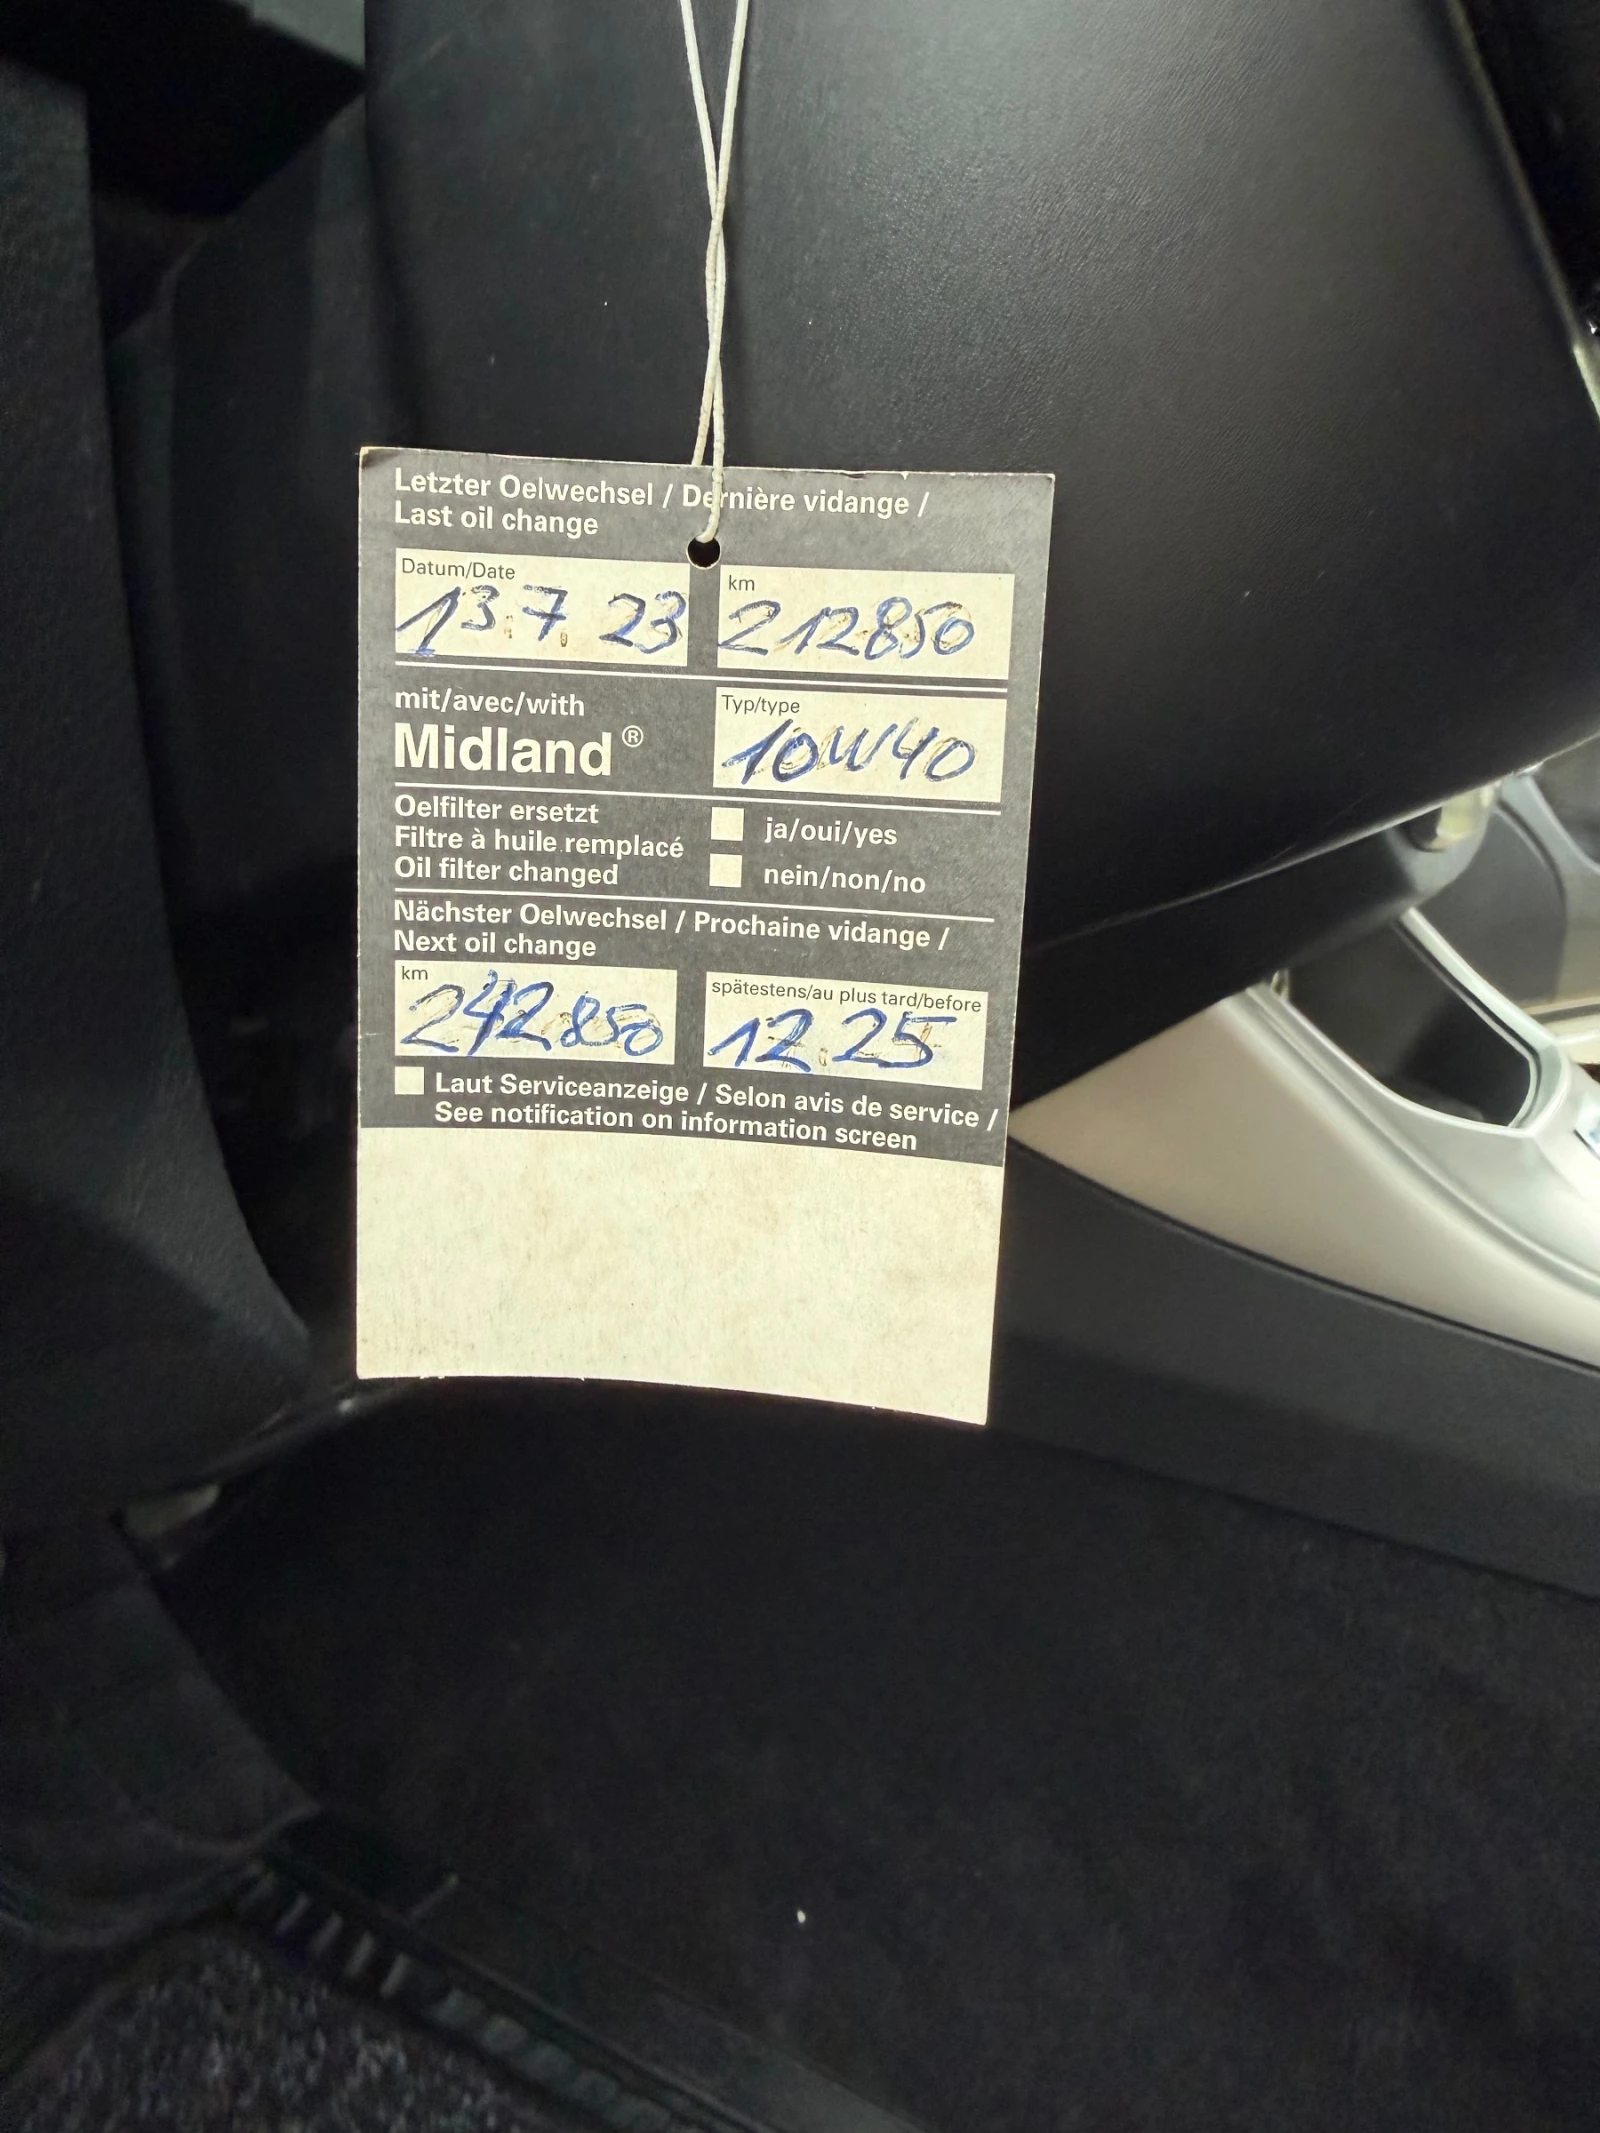 Letzter Oelwechsel / Dernière vidange /
Last oil change
Datum/Date
13.7.23
km
212850
mit/avec/with
Midland®
Typ/type
10W40
Oelfilter ersetzt
Filtre à huile remplacé
Oil filter changed
ja/oui/yes
nein/non/no
Nächster Oelwechsel / Prochaine vidange /
Next oil change
km
242850
spätestens/au plus tard/before
12.25
Laut Serviceanzeige / Selon avis de service /
See notification on information screen